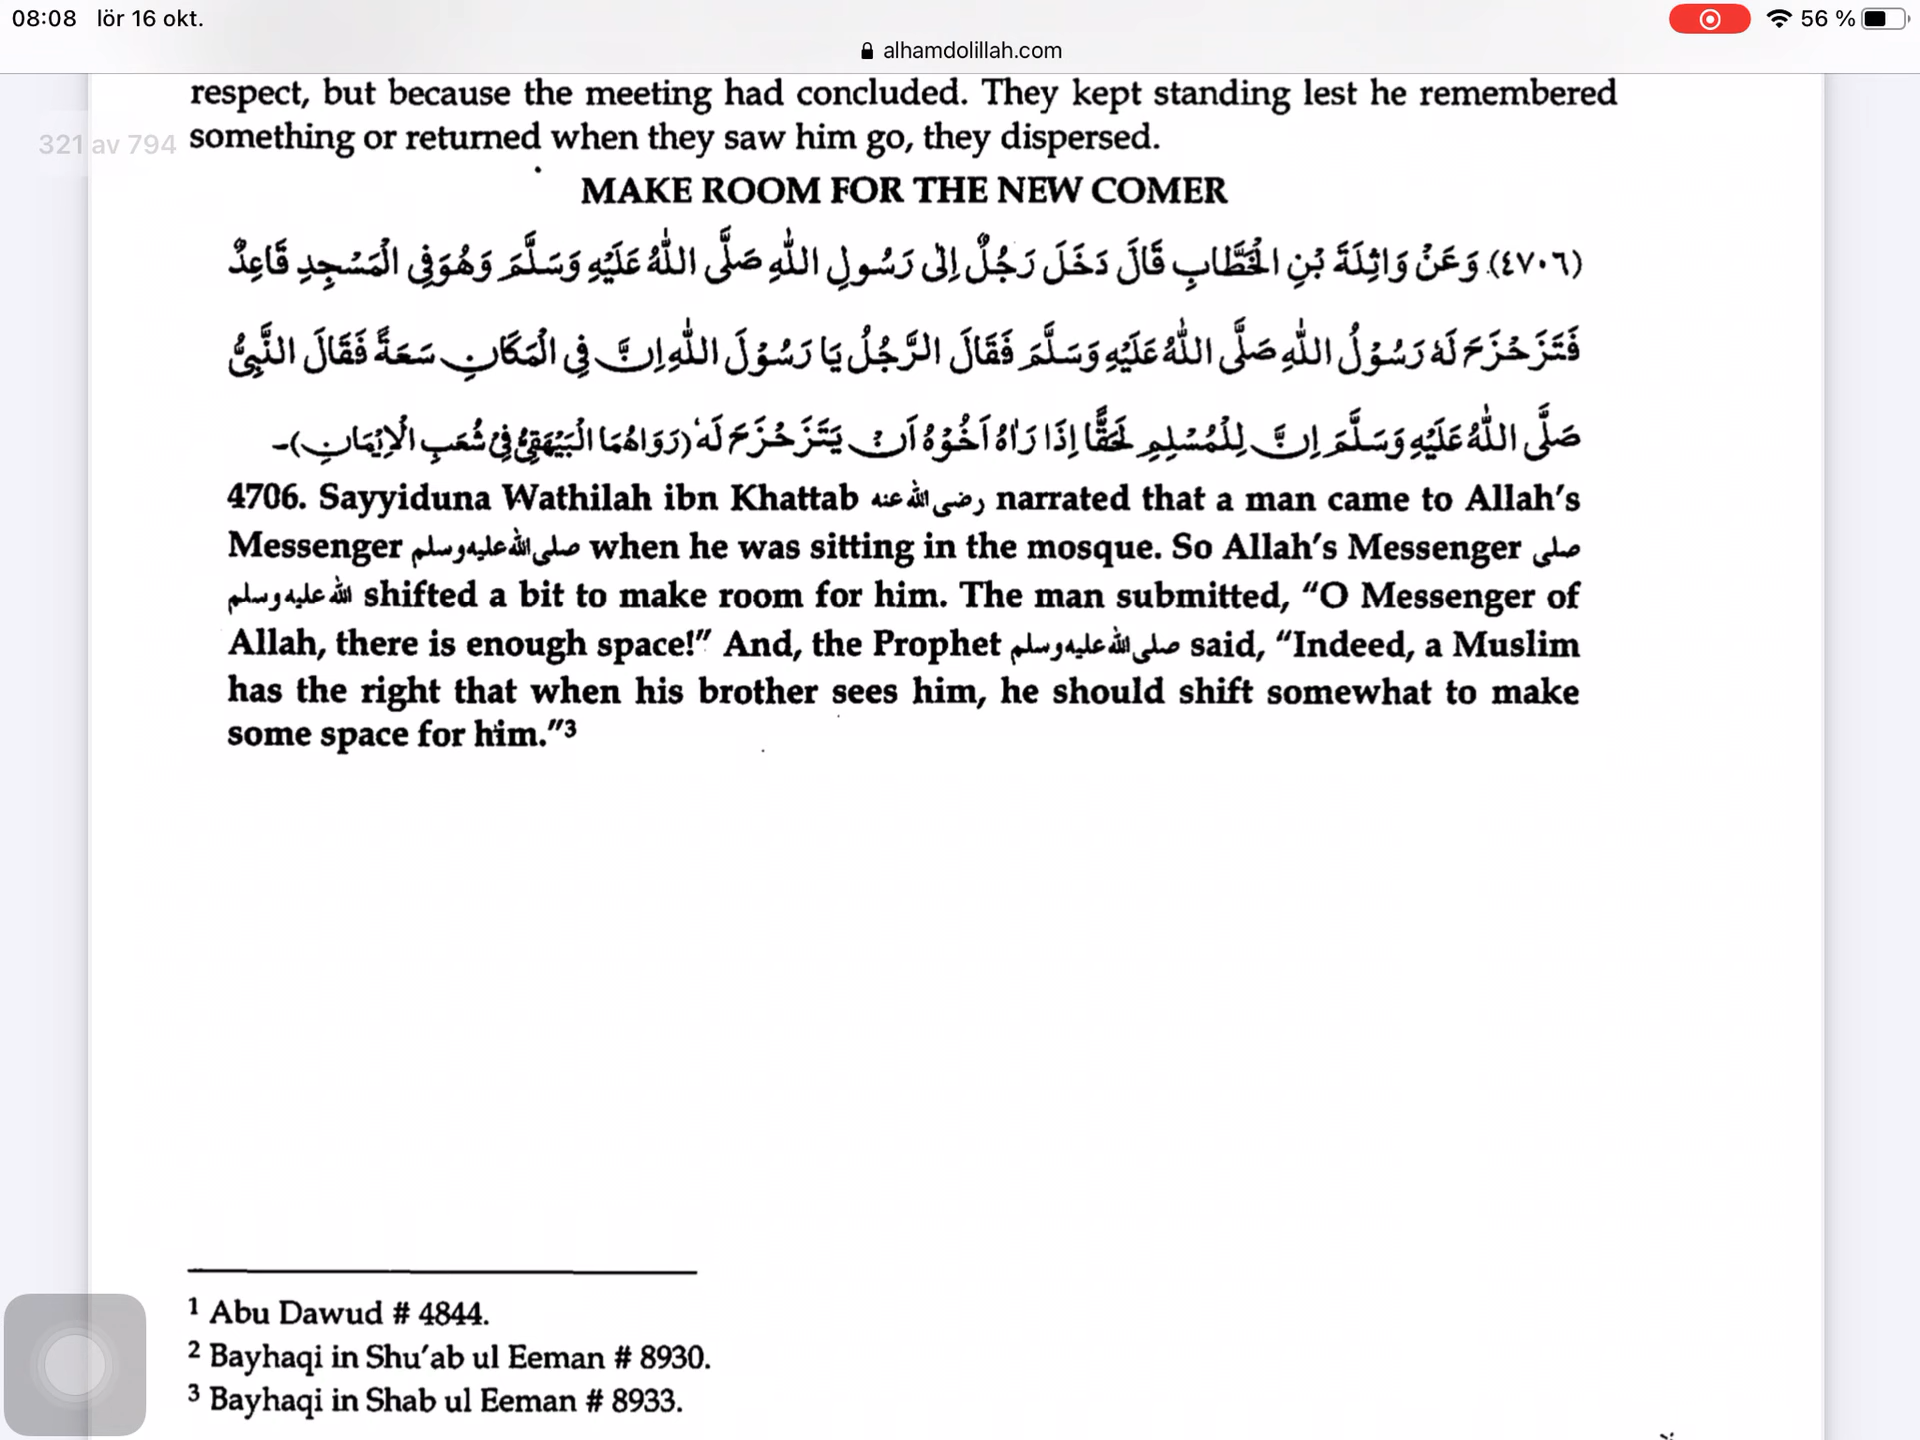 08:08 lör 16 okt.
56 %
alhamdolillah.com
respect, but because the meeting had concluded. They kept standing lest he remembered
321 av 794
something or returned when they saw him go, they dispersed.
MAKE ROOM FOR THE NEW COMER
(٤٧٠٦). وَعَنْ وَاثِلَةَ بْنِ الْخَطَّابِ قَالَ دَخَلَ رَجُلٌ إِلَى رَسُولِ اللّٰهِ صَلَّى اللّٰهُ عَلَيْهِ وَسَلَّمَ وَهُوَ فِي الْمَسْجِدِ قَاعِدٌ
فَتَزَحْزَحَ لَهُ رَسُوْلُ اللّٰهِ صَلَّى اللّٰهُ عَلَيْهِ وَسَلَّمَ فَقَالَ الرَّجُلُ يَا رَسُوْلَ اللّٰهِ اِنَّ فِي الْمَكَانِ سَعَةً فَقَالَ النَّبِيُّ
صَلَّى اللّٰهُ عَلَيْهِ وَسَلَّمَ اِنَّ لِلْمُسْلِمِ لَحَقًّا إِذَا رَاٰهُ اَخُوْهُ اَنْ يَتَزَحْزَحَ لَهٗ (رَوَاهُمَا الْبَيْهَقِيُّ فِي شُعَبِ الْاِيْمَانِ)-
4706. Sayyiduna Wathilah ibn Khattab رضی اللہ عنہ narrated that a man came to Allah's
Messenger صلی اللہ علیہ وسلم when he was sitting in the mosque. So Allah's Messenger صلی
اللہ علیہ وسلم shifted a bit to make room for him. The man submitted, “O Messenger of
Allah, there is enough space!” And, the Prophet صلی اللہ علیہ وسلم said, “Indeed, a Muslim
has the right that when his brother sees him, he should shift somewhat to make
some space for him.”³
¹ Abu Dawud # 4844.
² Bayhaqi in Shu'ab ul Eeman # 8930.
³ Bayhaqi in Shab ul Eeman # 8933.